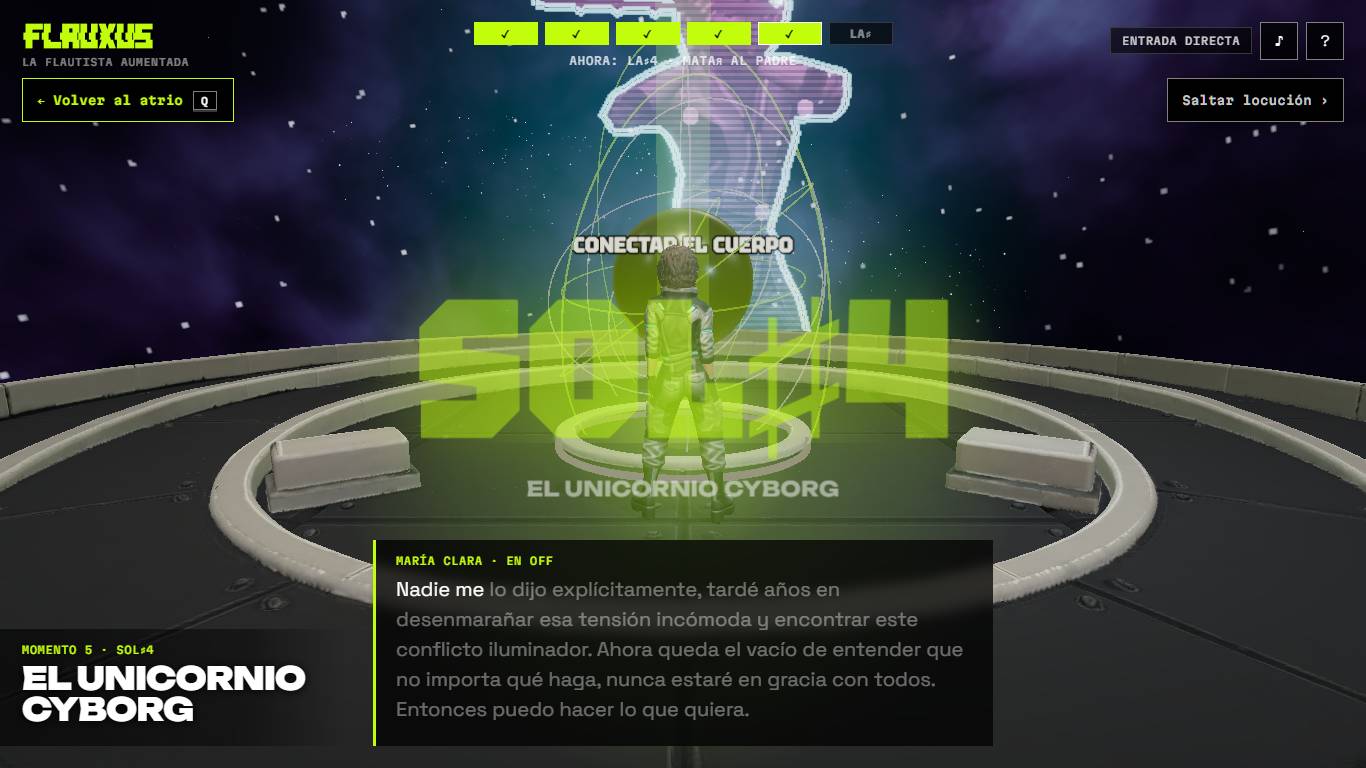 FLAUXUS
LA FLAUTISTA AUMENTADA
← Volver al atrio Q
✓ ✓ ✓ ✓ ✓ LA♯
AHORA: LA♯4 · MATAR AL PADRE
ENTRADA DIRECTA ♪ ?
Saltar locución ›
CONECTAR EL CUERPO
SOL♯4
EL UNICORNIO CYBORG
MARÍA CLARA · EN OFF
Nadie me lo dijo explícitamente, tardé años en
desenmarañar esa tensión incómoda y encontrar este
conflicto iluminador. Ahora queda el vacío de entender que
no importa qué haga, nunca estaré en gracia con todos.
Entonces puedo hacer lo que quiera.
MOMENTO 5 · SOL♯4
EL UNICORNIO
CYBORG